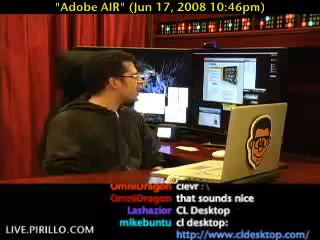 "Adobe AIR" (Jun 17, 2008 10:46pm)
OmniDragon clevr :\
OmniDragon that sounds nice
Lashazior CL Desktop
mikebuntu cl desktop:
LIVE.PIRILLO.COM http://www.cldesktop.com/